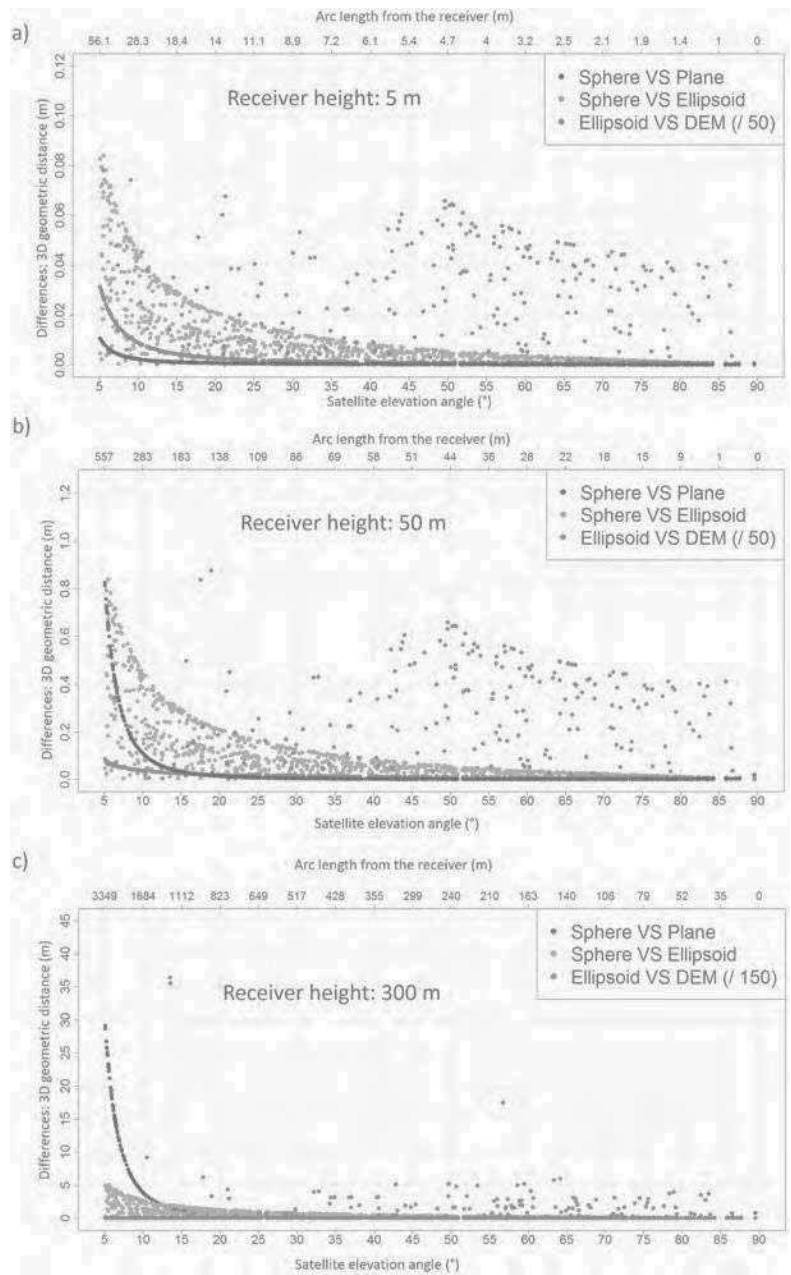 a)
Arc length from the receiver (m)
56.1 28.3 18.4 14 11.1 8.9 7.2 6.1 5.4 4.7 4 3.2 2.5 2.1 1.9 1.4 1 0
Differences: 3D geometric distance (m)
0.12
0.10
0.08
0.06
0.04
0.02
0.00
Receiver height: 5 m
Sphere VS Plane
Sphere VS Ellipsoid
Ellipsoid VS DEM (/ 50)
5 10 15 20 25 30 35 40 45 50 55 60 65 70 75 80 85 90
Satellite elevation angle (°)
b)
Arc length from the receiver (m)
557 283 183 138 109 86 69 58 51 44 36 28 22 18 15 9 1 0
Differences: 3D geometric distance (m)
1.2
1.0
0.8
0.6
0.4
0.2
0.0
Receiver height: 50 m
Sphere VS Plane
Sphere VS Ellipsoid
Ellipsoid VS DEM (/ 50)
5 10 15 20 25 30 35 40 45 50 55 60 65 70 75 80 85 90
Satellite elevation angle (°)
c)
Arc length from the receiver (m)
3349 1684 1112 823 649 517 428 355 299 240 210 163 140 106 79 52 35 0
Differences: 3D geometric distance (m)
45
40
35
30
25
20
15
10
5
0
Receiver height: 300 m
Sphere VS Plane
Sphere VS Ellipsoid
Ellipsoid VS DEM (/ 150)
5 10 15 20 25 30 35 40 45 50 55 60 65 70 75 80 85 90
Satellite elevation angle (°)